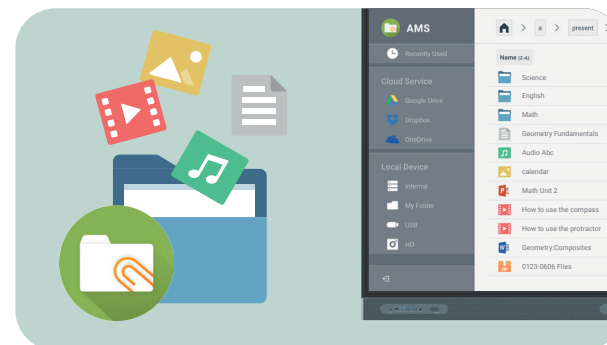 AMS
Recently Used
Cloud Service
Google Drive
Dropbox
OneDrive
Local Device
Internal
My Folder
USB
HD
> s > present >
Name (Z-A)
Science
English
Math
Geometry Fundamentals
Audio Abc
calendar
Math Unit 2
How to use the compass
How to use the protractor
Geometry:Composites
0123-0606 Files